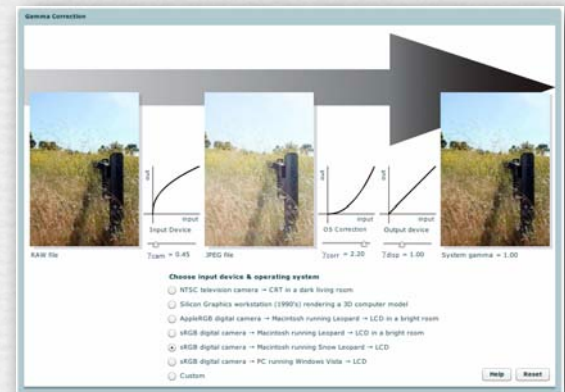 Gamma Correction
out
input
Input Device
out
input
OS Correction
out
input
Output device
RAW file
γcam = 0.45
JPEG file
γcorr = 2.20
γdisp = 1.00
System gamma = 1.00
Choose input device & operating system
NTSC television camera → CRT in a dark living room
Silicon Graphics workstation (1990's) rendering a 3D computer model
AppleRGB digital camera → Macintosh running Leopard → LCD in a bright room
sRGB digital camera → Macintosh running Leopard → LCD in a bright room
sRGB digital camera → Macintosh running Snow Leopard → LCD
sRGB digital camera → PC running Windows Vista → LCD
Custom
Help
Reset